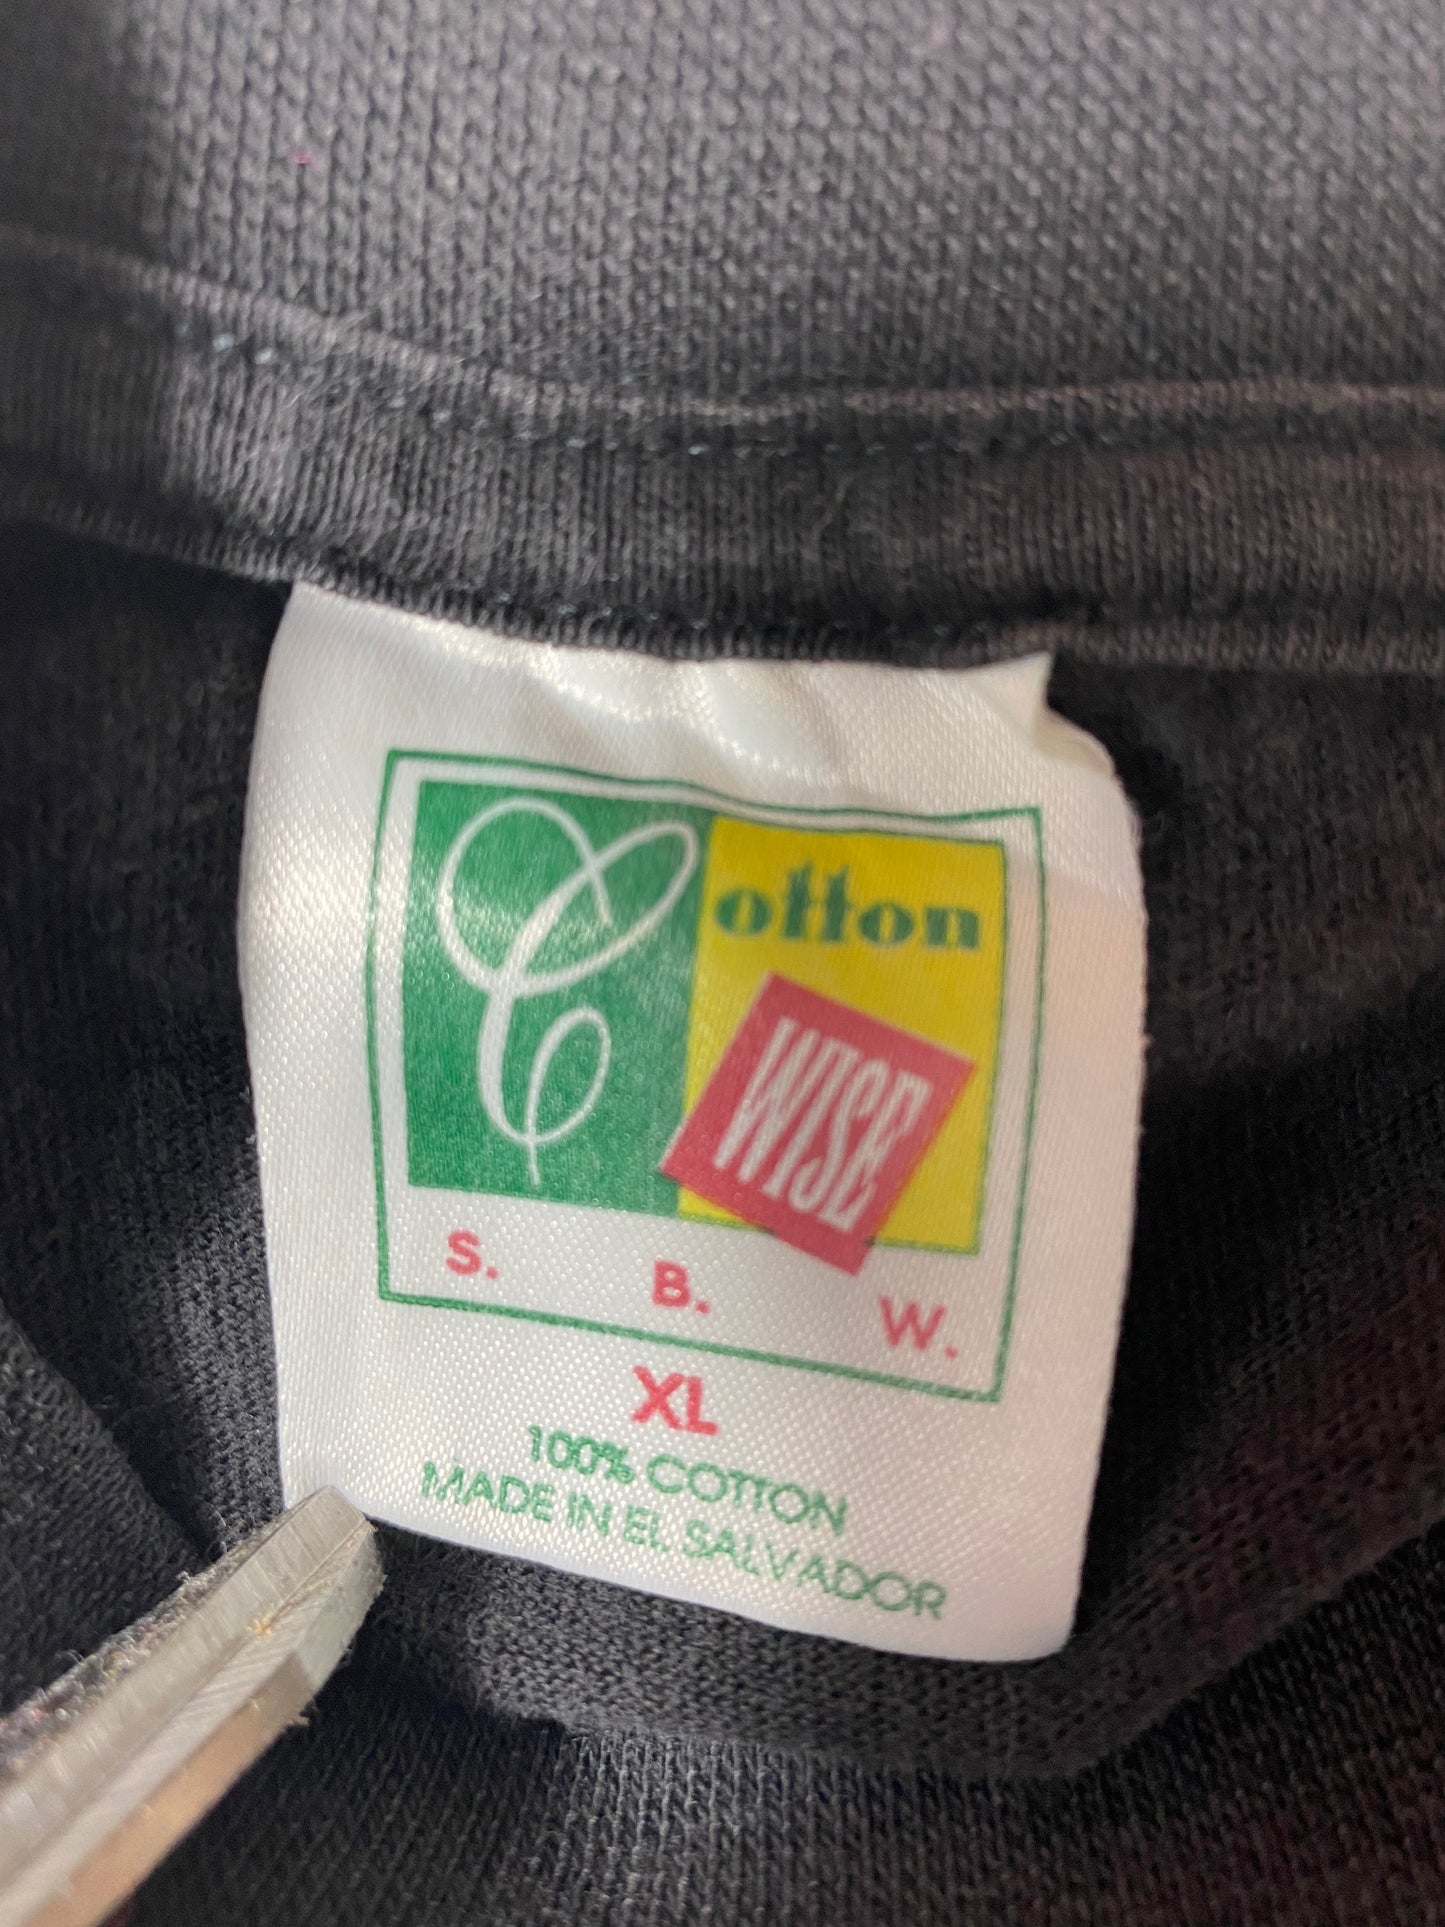 Cotton
WISE
S. B. W.
XL
100% COTTON
MADE IN EL SALVADOR